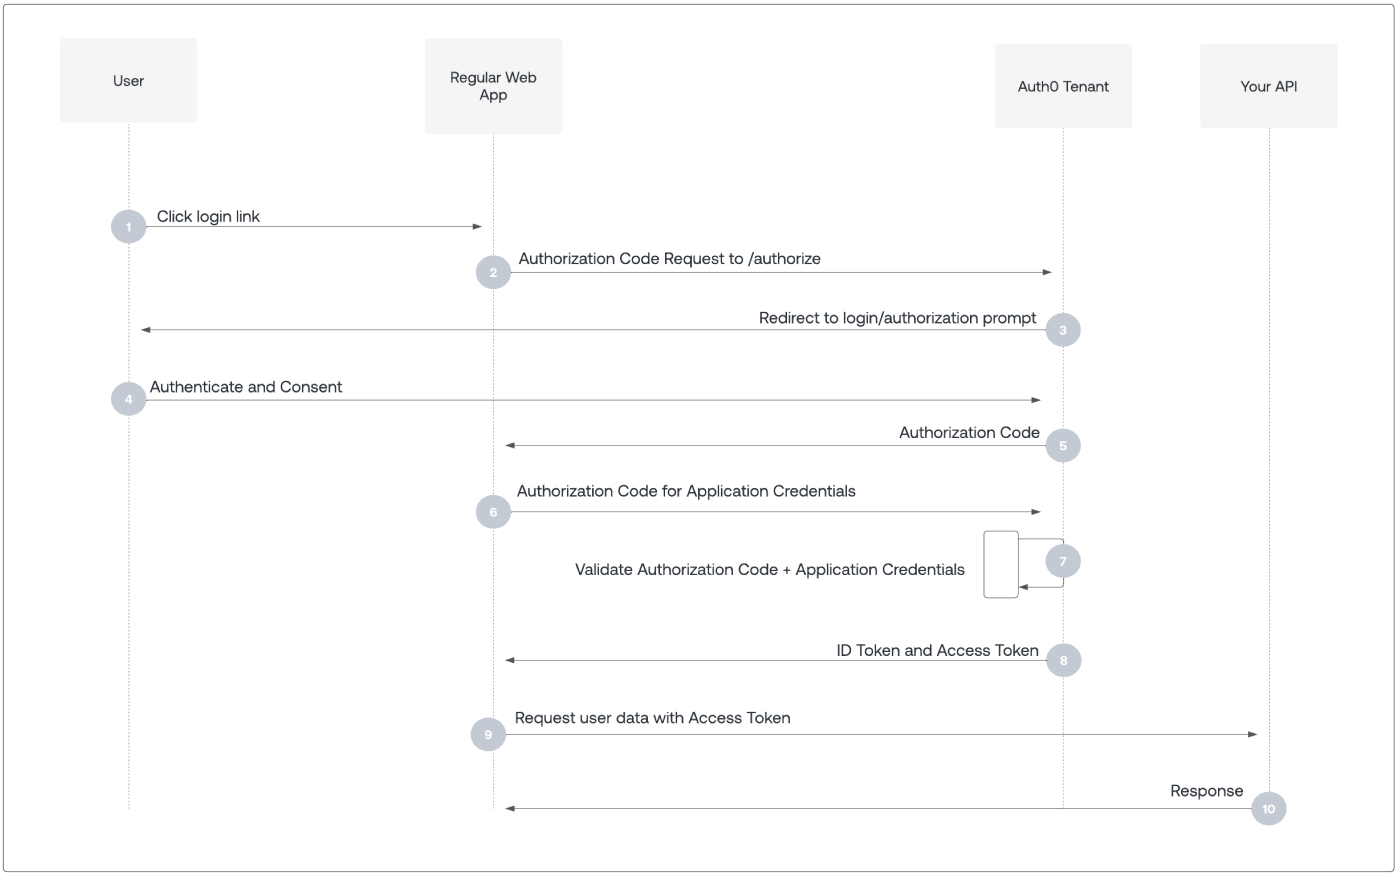 User
Regular Web
App
Auth0 Tenant
Your API
1
Click login link
2
Authorization Code Request to /authorize
Redirect to login/authorization prompt
3
4
Authenticate and Consent
Authorization Code
5
6
Authorization Code for Application Credentials
Validate Authorization Code + Application Credentials
7
ID Token and Access Token
8
9
Request user data with Access Token
Response
10